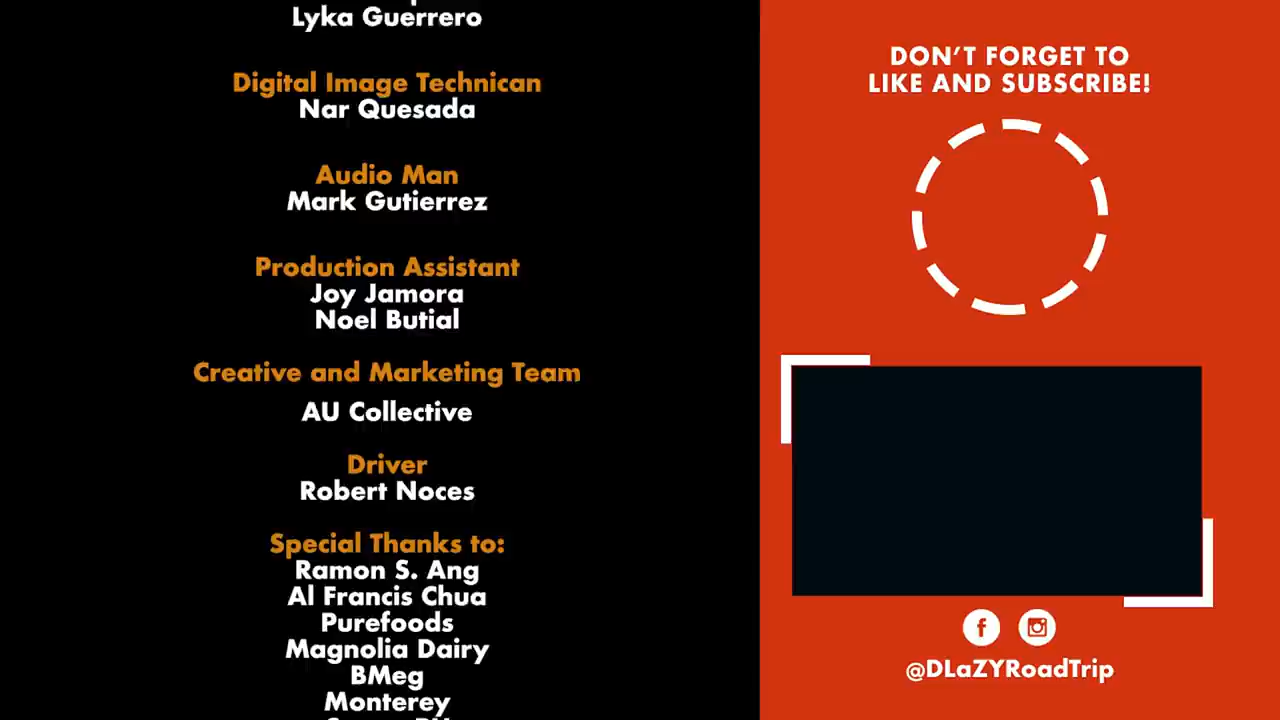 Lyka Guerrero
Digital Image Technican
Nar Quesada
Audio Man
Mark Gutierrez
Production Assistant
Joy Jamora
Noel Butial
Creative and Marketing Team
AU Collective
Driver
Robert Noces
Special Thanks to:
Ramon S. Ang
Al Francis Chua
Purefoods
Magnolia Dairy
BMeg
Monterey
DON'T FORGET TO
LIKE AND SUBSCRIBE!
@DLaZYRoadTrip